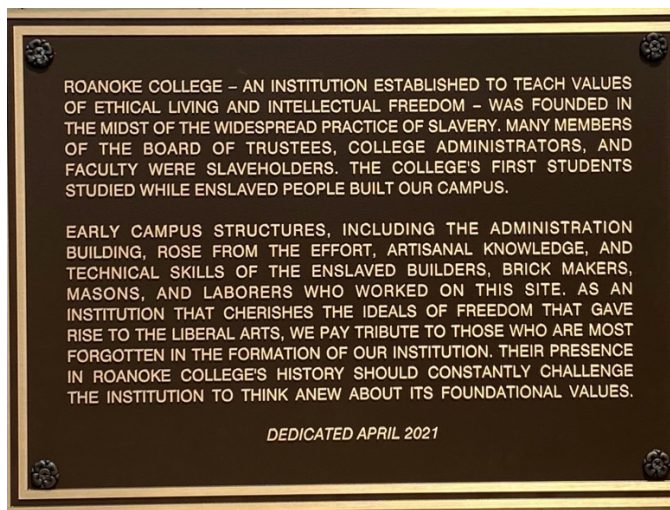 ROANOKE COLLEGE – AN INSTITUTION ESTABLISHED TO TEACH VALUES
OF ETHICAL LIVING AND INTELLECTUAL FREEDOM – WAS FOUNDED IN
THE MIDST OF THE WIDESPREAD PRACTICE OF SLAVERY. MANY MEMBERS
OF THE BOARD OF TRUSTEES, COLLEGE ADMINISTRATORS, AND
FACULTY WERE SLAVEHOLDERS. THE COLLEGE'S FIRST STUDENTS
STUDIED WHILE ENSLAVED PEOPLE BUILT OUR CAMPUS.
EARLY CAMPUS STRUCTURES, INCLUDING THE ADMINISTRATION
BUILDING, ROSE FROM THE EFFORT, ARTISANAL KNOWLEDGE, AND
TECHNICAL SKILLS OF THE ENSLAVED BUILDERS, BRICK MAKERS,
MASONS, AND LABORERS WHO WORKED ON THIS SITE. AS AN
INSTITUTION THAT CHERISHES THE IDEALS OF FREEDOM THAT GAVE
RISE TO THE LIBERAL ARTS, WE PAY TRIBUTE TO THOSE WHO ARE MOST
FORGOTTEN IN THE FORMATION OF OUR INSTITUTION. THEIR PRESENCE
IN ROANOKE COLLEGE'S HISTORY SHOULD CONSTANTLY CHALLENGE
THE INSTITUTION TO THINK ANEW ABOUT ITS FOUNDATIONAL VALUES.
DEDICATED APRIL 2021